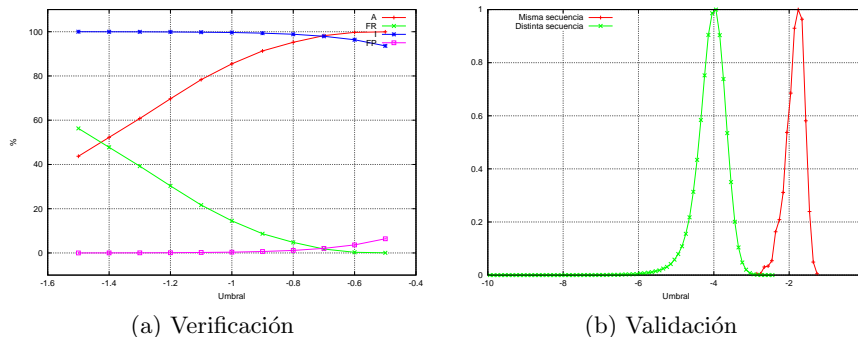 A
FR
FP
%
100
80
60
40
20
0
-1.6 -1.4 -1.2 -1 -0.8 -0.6 -0.4
Umbral
(a) Verificación
Misma secuencia
Distinta secuencia
1
0.8
0.6
0.4
0.2
0
-10 -8 -6 -4 -2
Umbral
(b) Validación